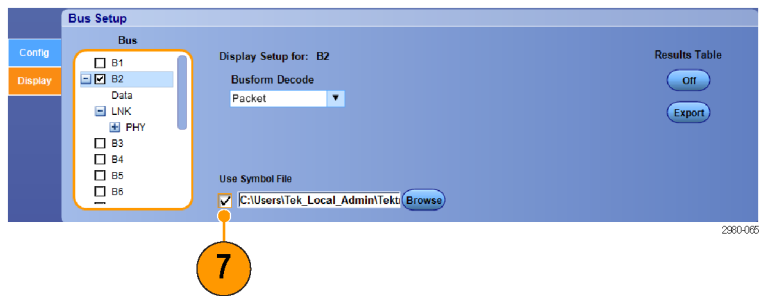 Bus Setup
Config
Display
Bus
B1
B2
Data
LNK
PHY
B3
B4
B5
B6
Display Setup for: B2
Busform Decode
Packet
Use Symbol File
C:\Users\Tek_Local_Admin\Tekt
Browse
Results Table
Off
Export
2980-065
7